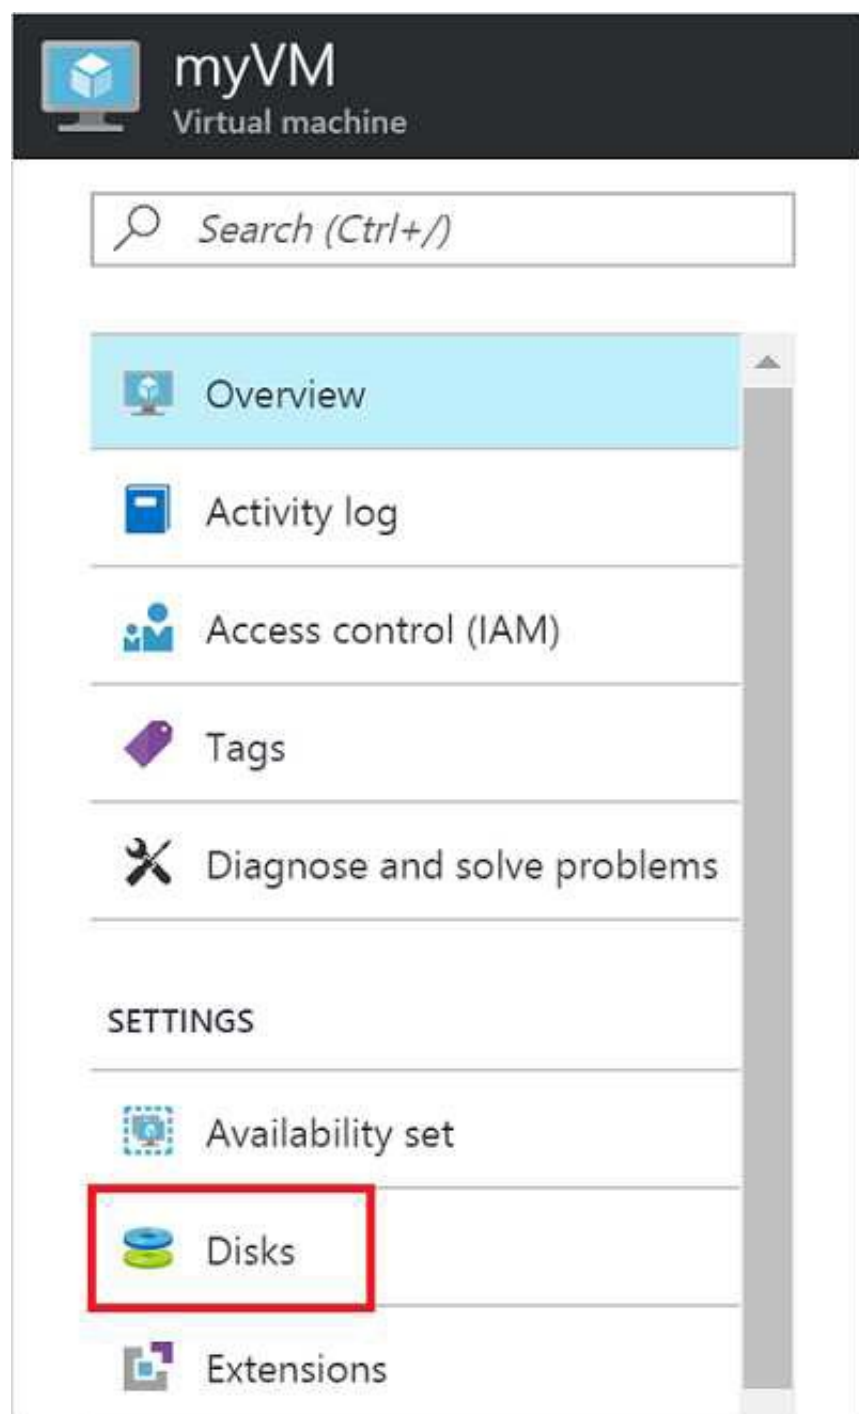 myVM
Virtual machine
Search (Ctrl+/)
Overview
Activity log
Access control (IAM)
Tags
Diagnose and solve problems
SETTINGS
Availability set
Disks
Extensions